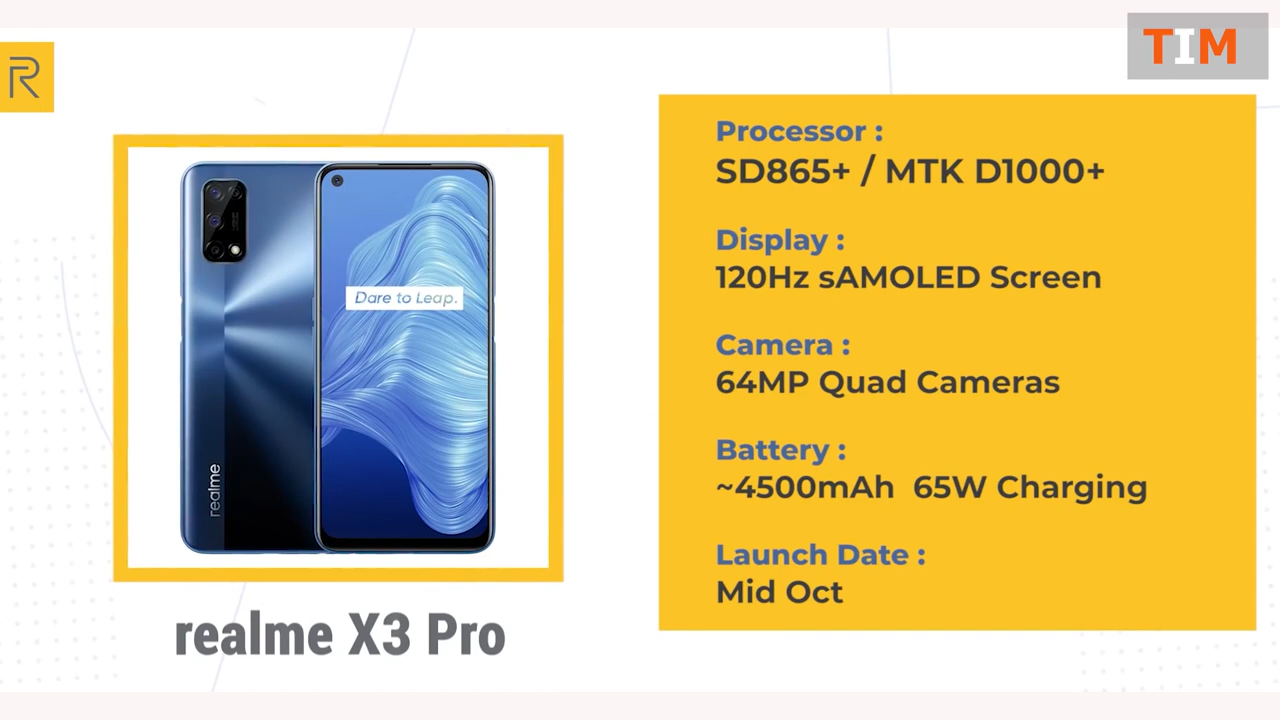 R
TIM
Processor :
SD865+ / MTK D1000+
Display :
120Hz sAMOLED Screen
Camera :
64MP Quad Cameras
Battery :
~4500mAh 65W Charging
Launch Date :
Mid Oct
Dare to Leap.
realme
realme X3 Pro